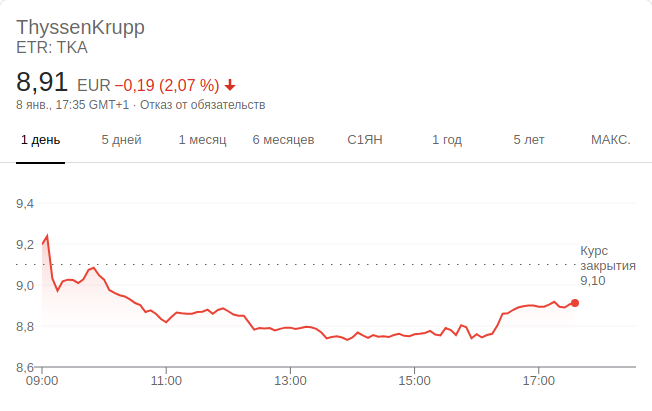 ThyssenKrupp
ETR: TKA
8,91 EUR −0,19 (2,07 %)
8 янв., 17:35 GMT+1 · Отказ от обязательств
1 день 5 дней 1 месяц 6 месяцев С1ЯН 1 год 5 лет МАКС.
9,4
9,2
Курс
закрытия
9,10
9,0
8,8
8,6
09:00 11:00 13:00 15:00 17:00